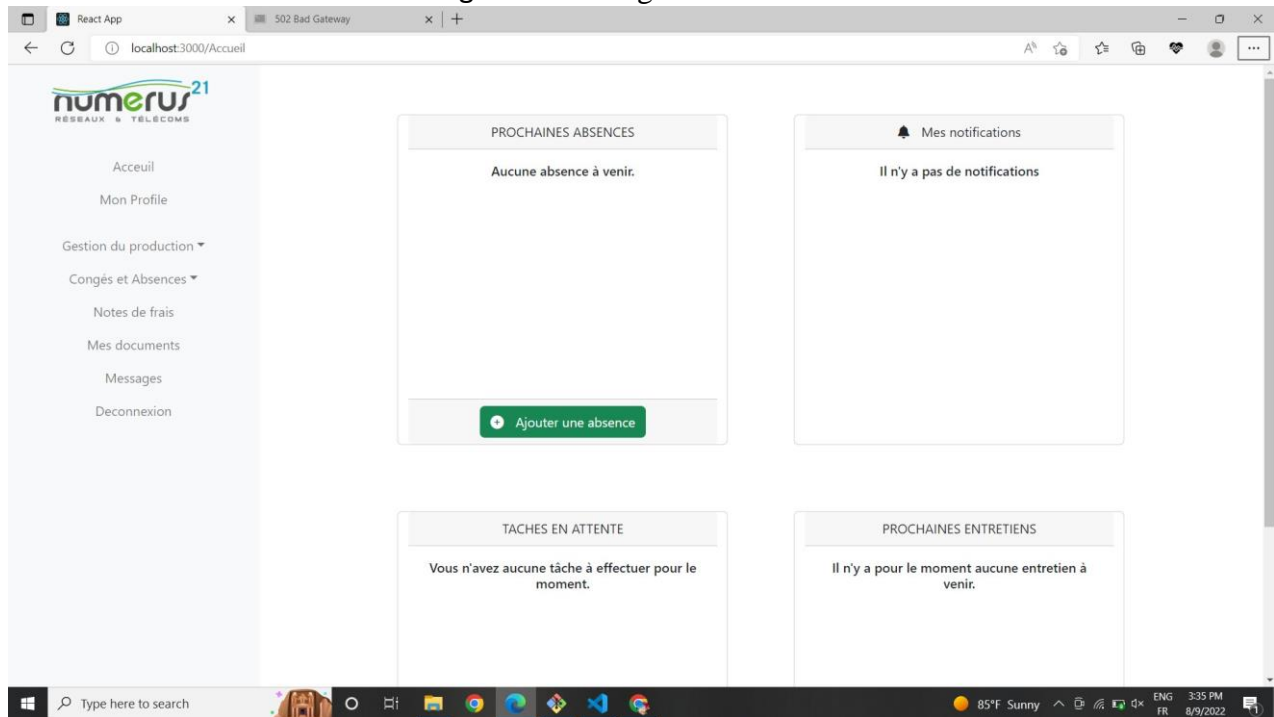 React App
502 Bad Gateway
localhost:3000/Accueil
numerus21
RÉSEAUX & TÉLÉCOMS
Acceuil
Mon Profile
Gestion du production
Congés et Absences
Notes de frais
Mes documents
Messages
Deconnexion
PROCHAINES ABSENCES
Aucune absence à venir.
Ajouter une absence
Mes notifications
Il n'y a pas de notifications
TACHES EN ATTENTE
Vous n'avez aucune tâche à effectuer pour le
moment.
PROCHAINES ENTRETIENS
Il n'y a pour le moment aucune entretien à
venir.
Type here to search
85°F Sunny
ENG
FR
3:35 PM
8/9/2022